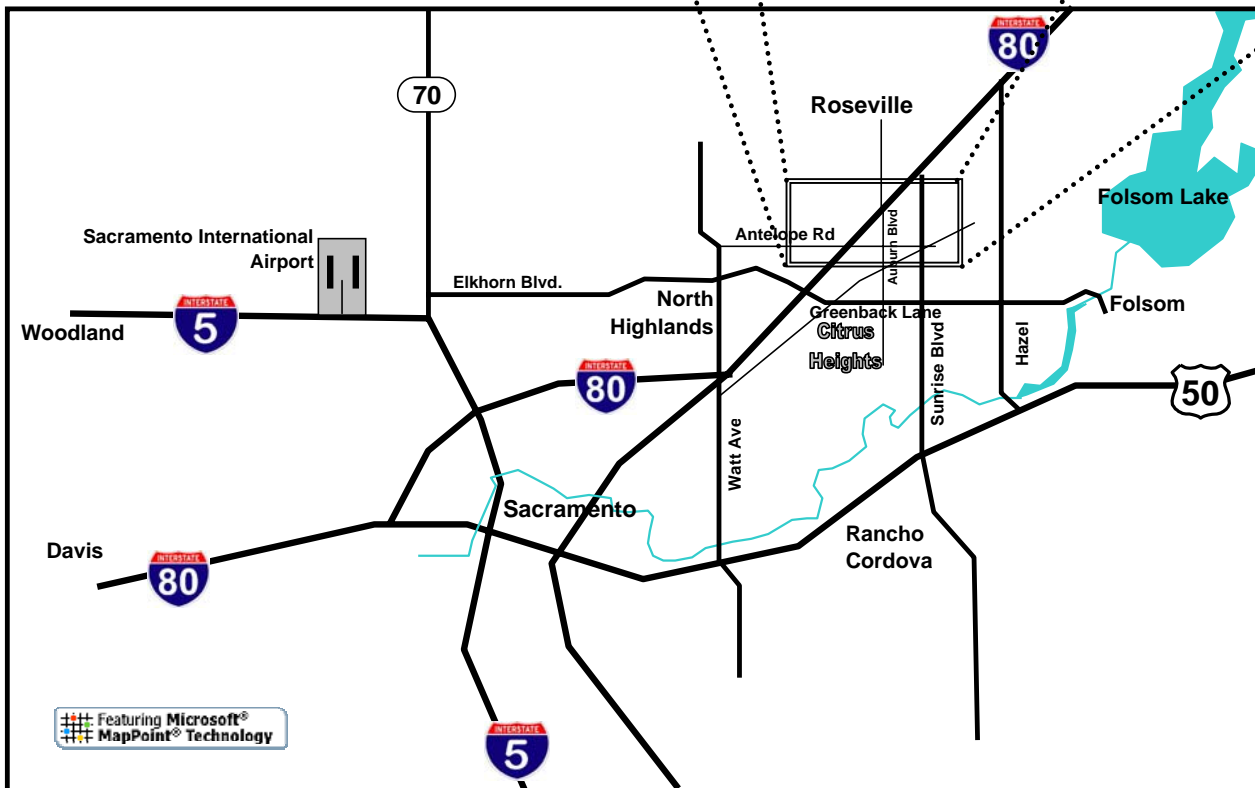 INTERSTATE
80
70
Roseville
Folsom Lake
Auburn Blvd
Sacramento International
Airport
Antelope Rd
Elkhorn Blvd.
North
Highlands
INTERSTATE
5
Woodland
Greenback Lane
Folsom
Citrus
Heights
Sunrise Blvd
Hazel
INTERSTATE
80
50
Watt Ave
Sacramento
Rancho
Cordova
Davis
INTERSTATE
80
Featuring Microsoft®
MapPoint® Technology
INTERSTATE
5